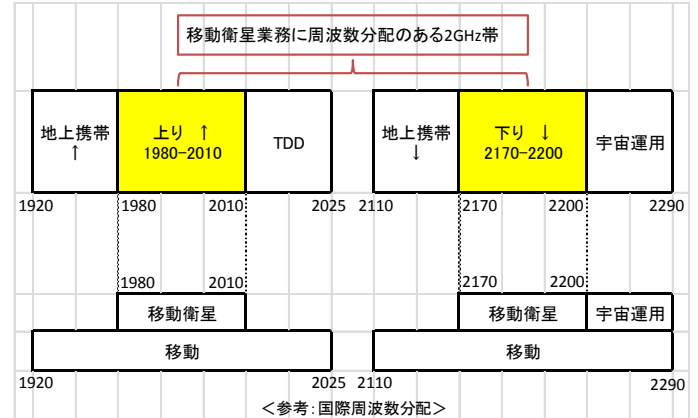 移動衛星業務に周波数分配のある2GHz帯
地上携帯
↑
上り ↑
1980-2010
TDD
地上携帯
↓
下り ↓
2170-2200
宇宙運用
1920 1980 2010 2025 2110 2170 2200 2290
1980 2010 2170 2200
移動衛星 移動衛星 宇宙運用
移動 移動
1920 2025 2110 2290
＜参考：国際周波数分配＞